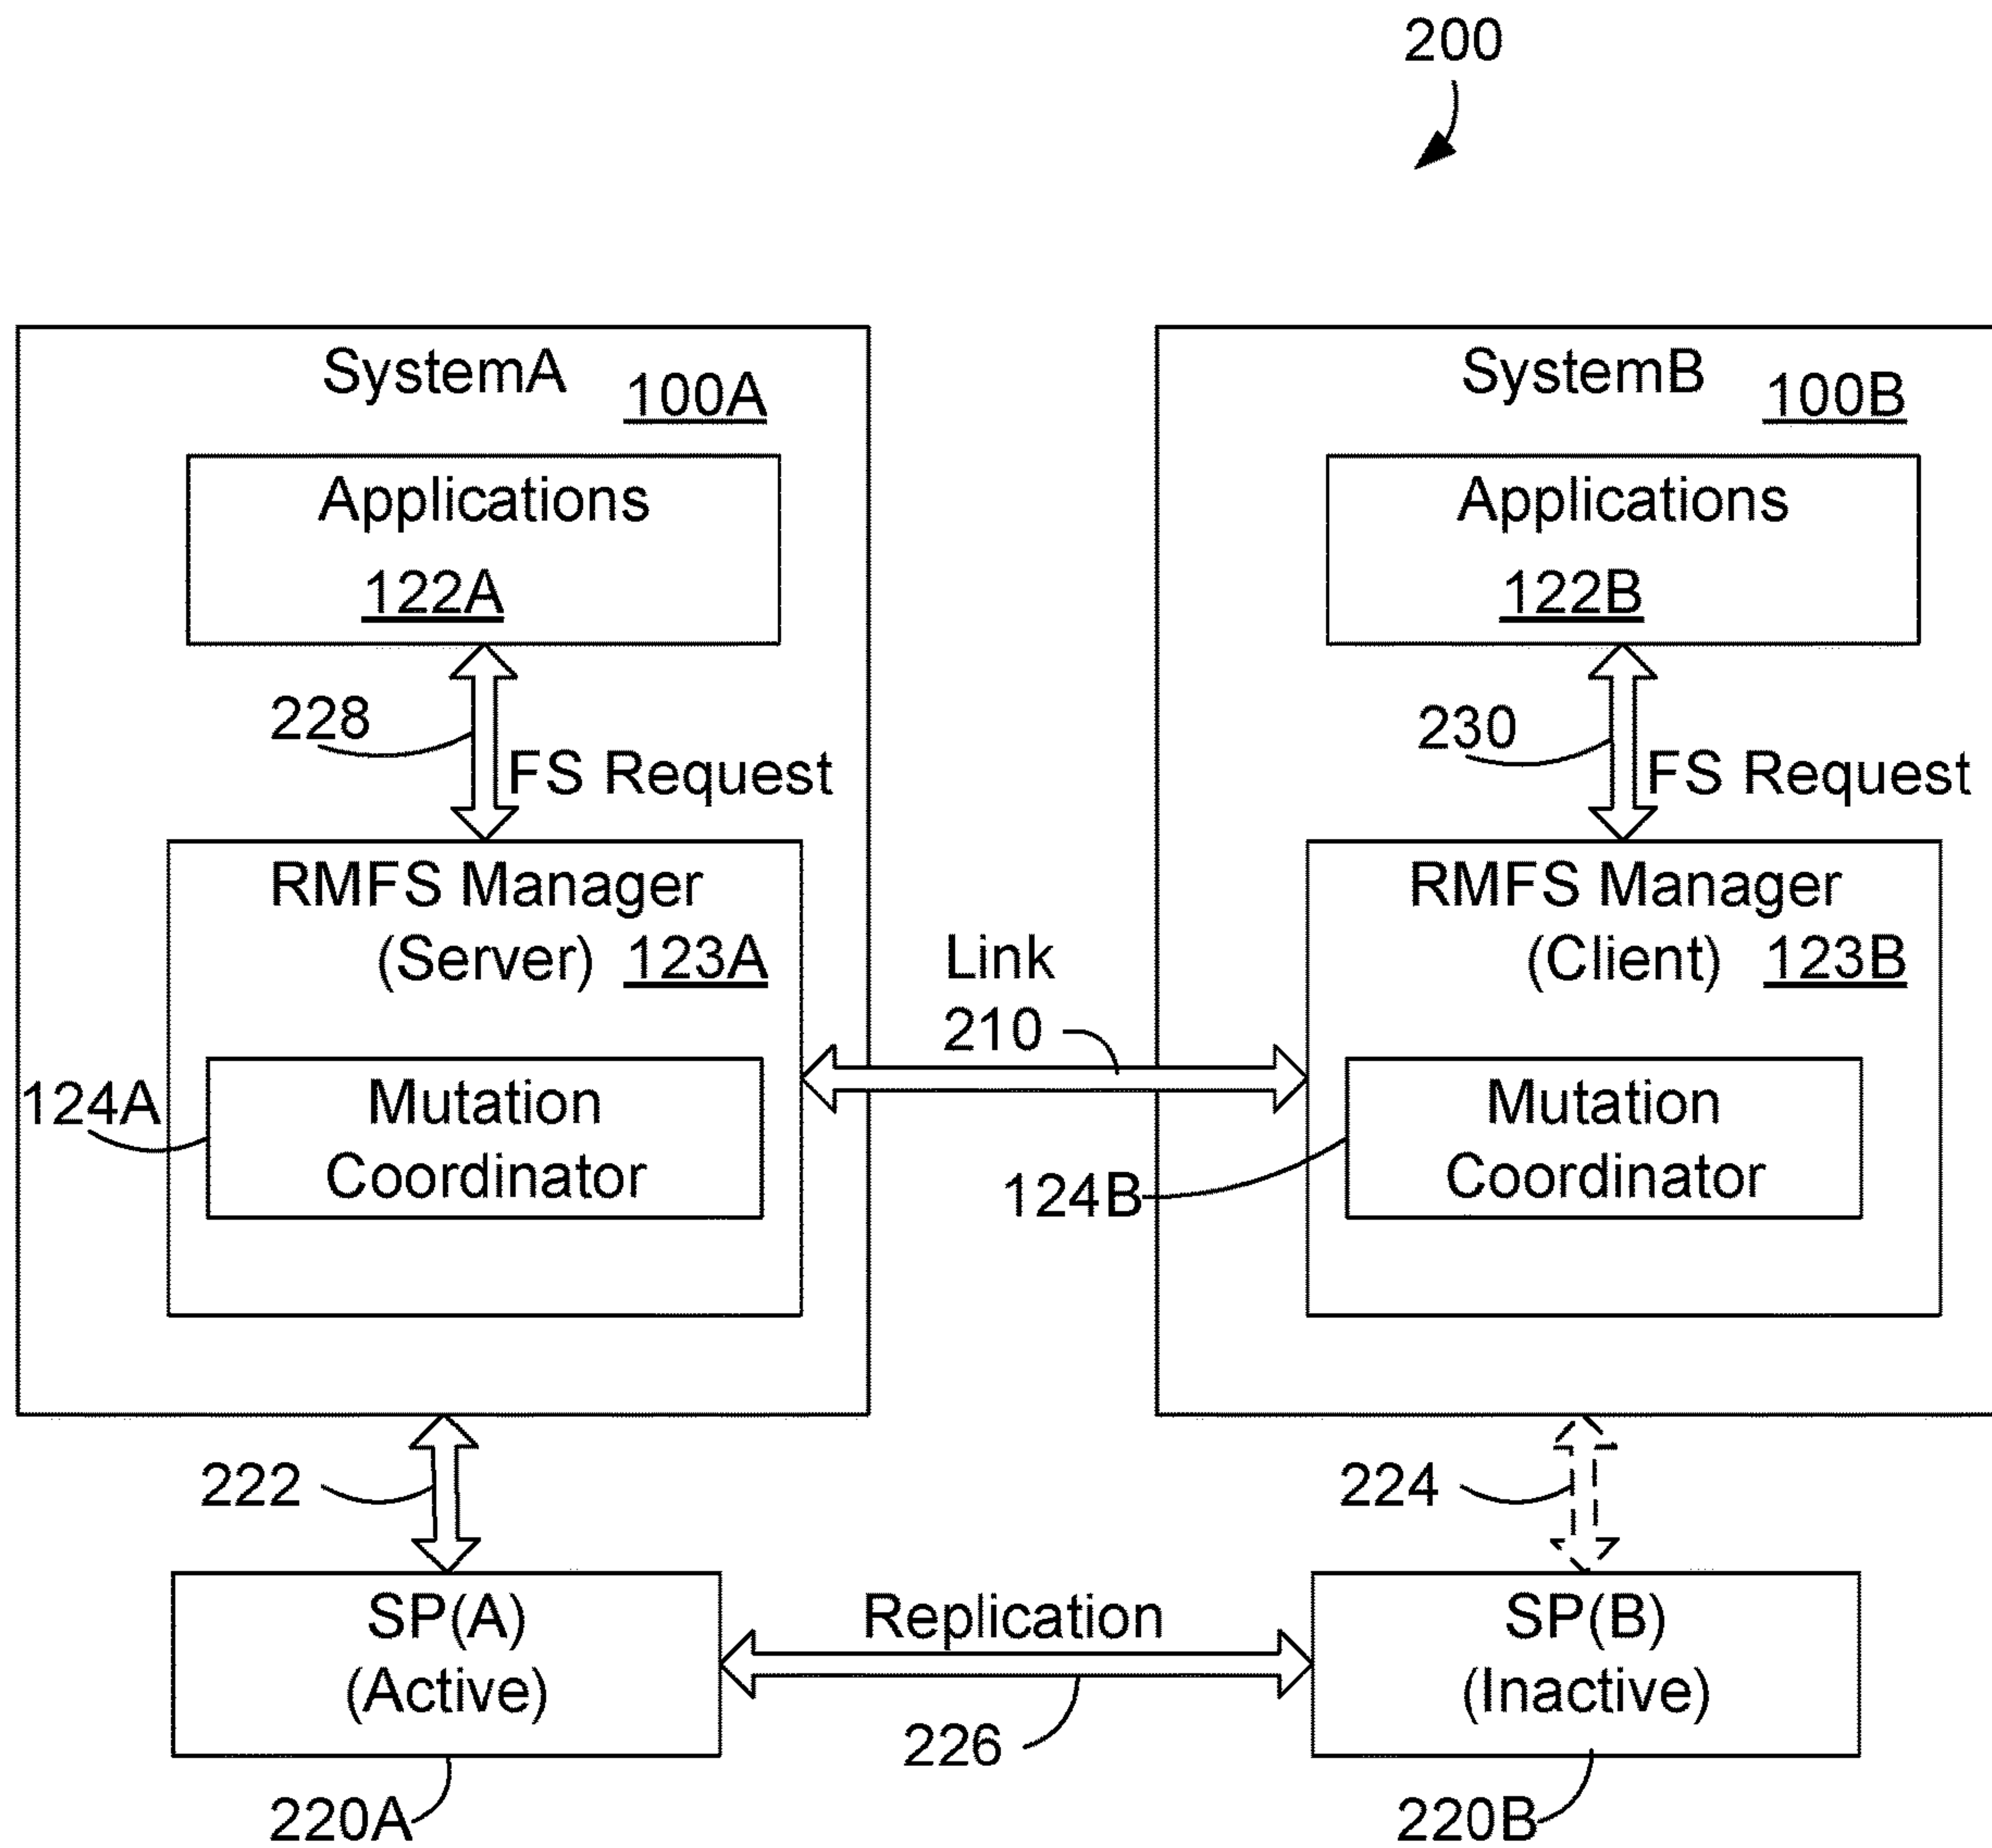 200
SystemA
100A
SystemB
100B
Applications
122A
Applications
122B
228
FS Request
230
FS Request
RMFS Manager
(Server) 123A
RMFS Manager
(Client) 123B
Link
210
124A
Mutation
Coordinator
124B
Mutation
Coordinator
222
224
SP(A)
(Active)
Replication
226
SP(B)
(Inactive)
220A
220B